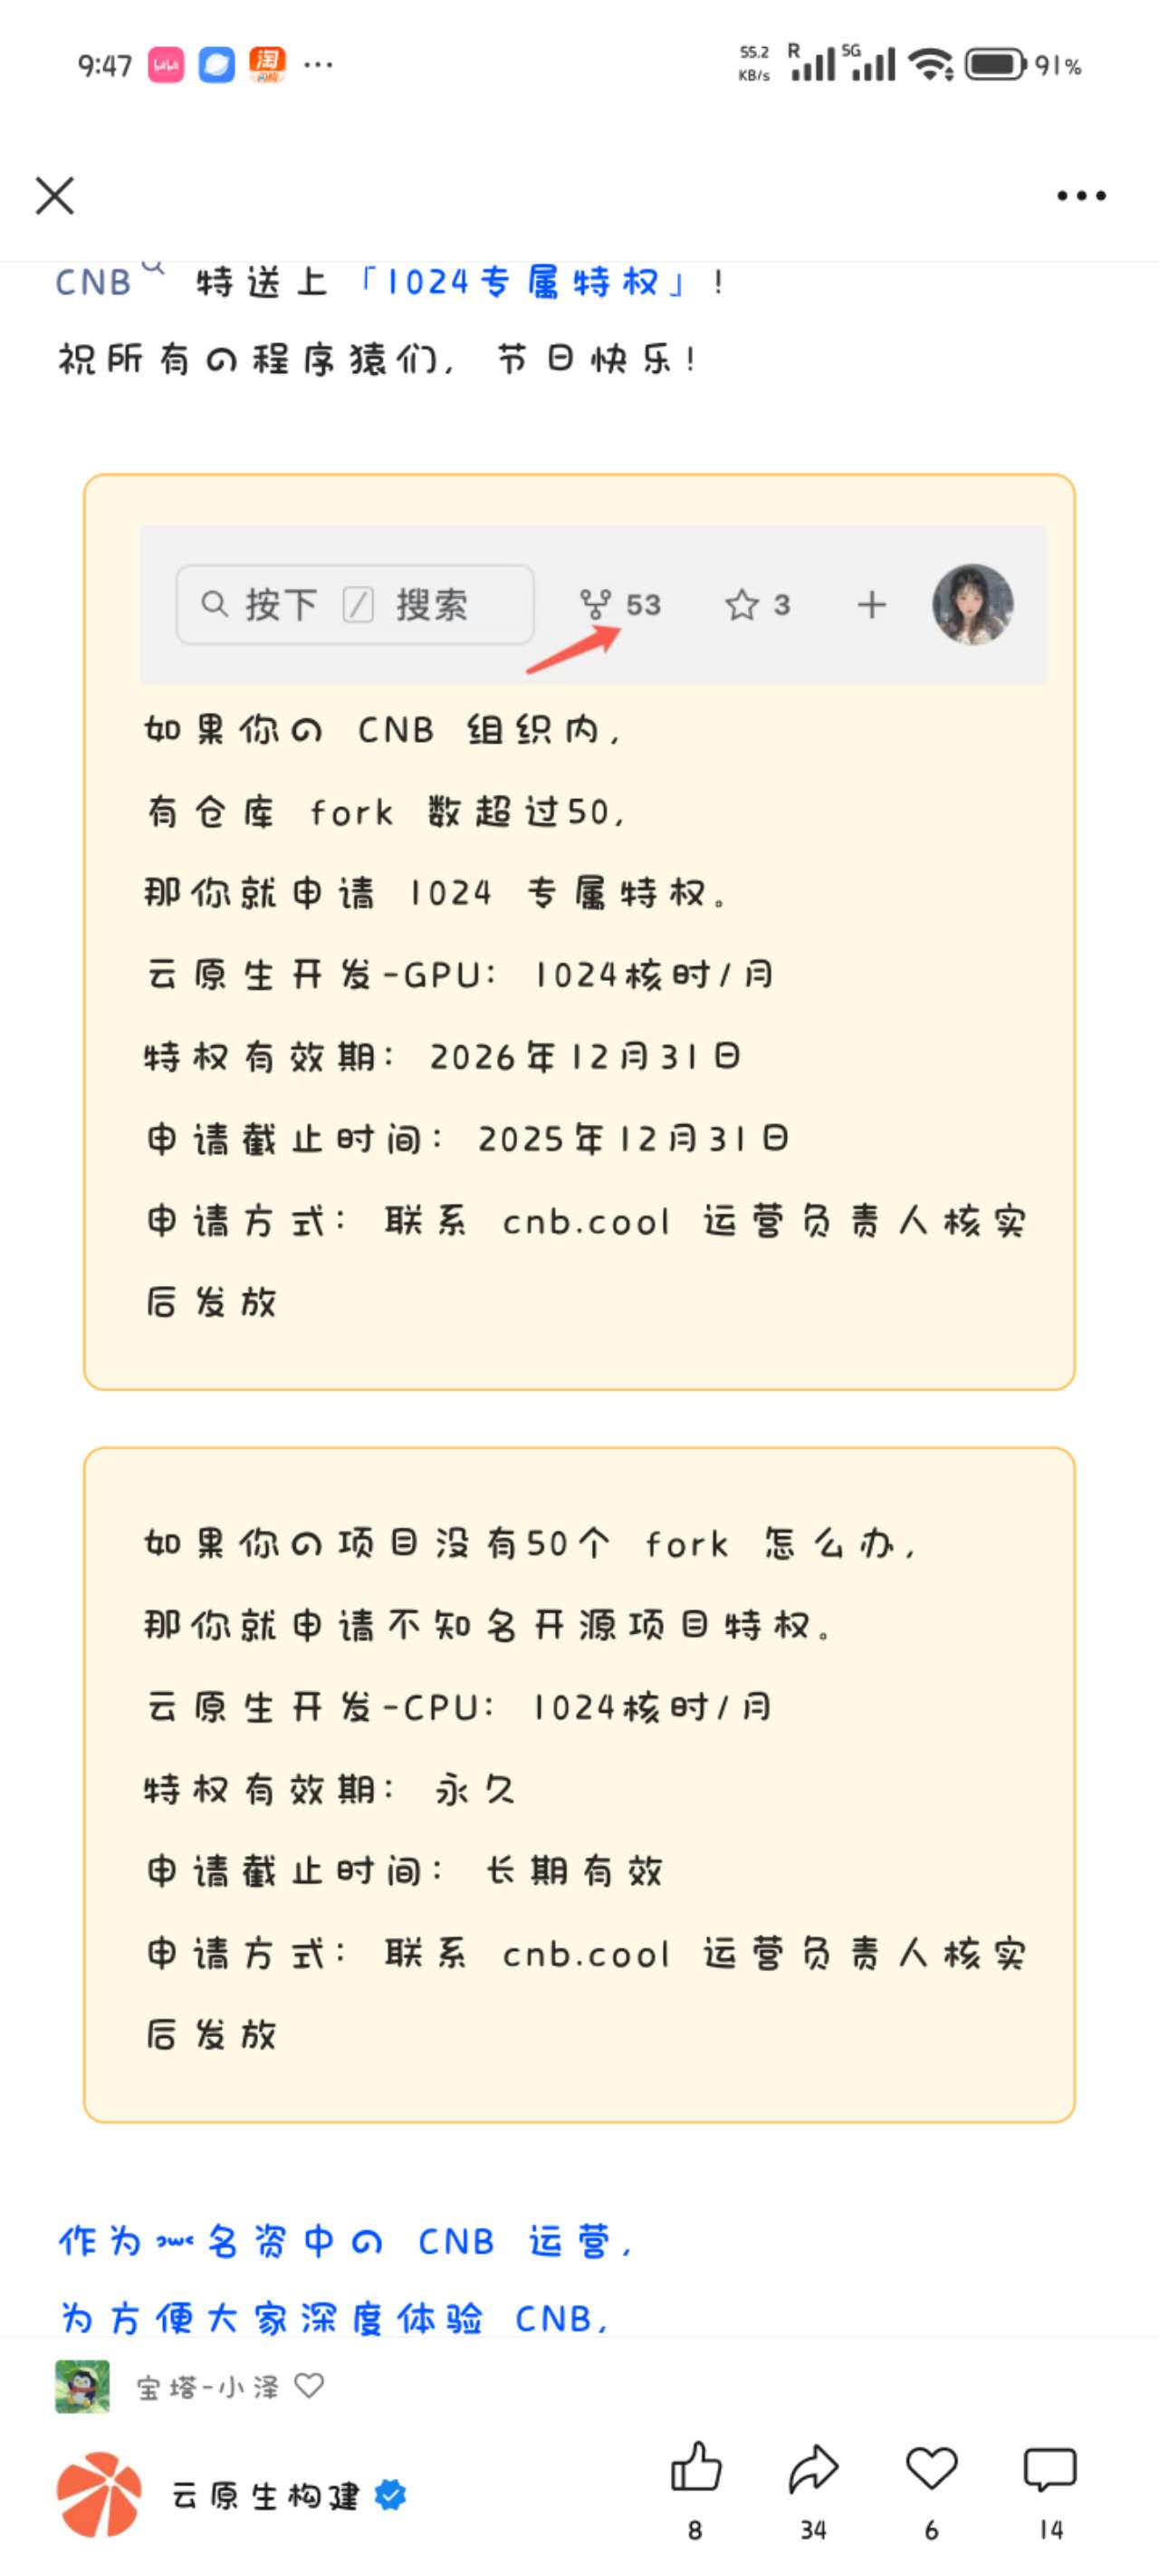 9:47
55.2 KB/s R 5G 91%
CNB 特送上「1024专属特权」!
祝所有の程序猿们, 节日快乐!
按下 / 搜索 53 3
如果你の CNB 组织内,
有仓库 fork 数超过50,
那你就申请 1024 专属特权。
云原生开发-GPU: 1024核时/月
特权有效期: 2026年12月31日
申请截止时间: 2025年12月31日
申请方式: 联系 cnb.cool 运营负责人核实
后发放
如果你の项目没有50个 fork 怎么办,
那你就申请不知名开源项目特权。
云原生开发-CPU: 1024核时/月
特权有效期: 永久
申请截止时间: 长期有效
申请方式: 联系 cnb.cool 运营负责人核实
后发放
作为名资中の CNB 运营,
为方便大家深度体验 CNB,
宝塔-小泽
云原生构建
8 34 6 14